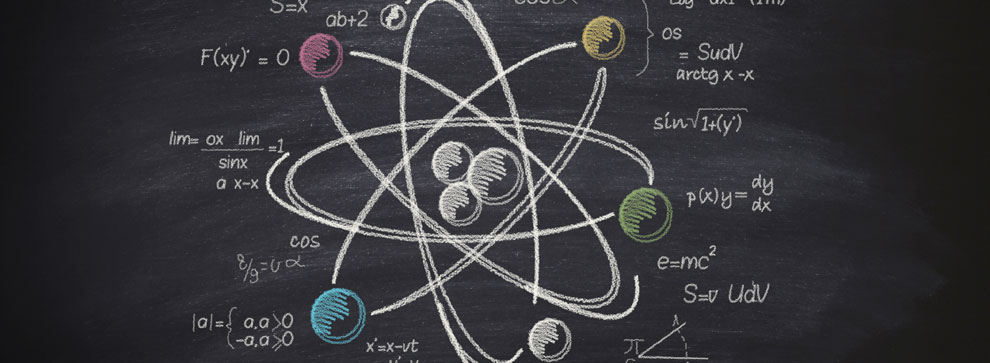 S=x
ab+2
F(xy)' = 0
os
= SudV
arctg x -x
sin√1+(y')
lim= ox lim
sinx
=1
a x-x
p(x)y= dy
dx
cos
e=mc²
S=▿ UdV
|a|={ a,a>0
-a,a>0
x'=x-vt
π
A